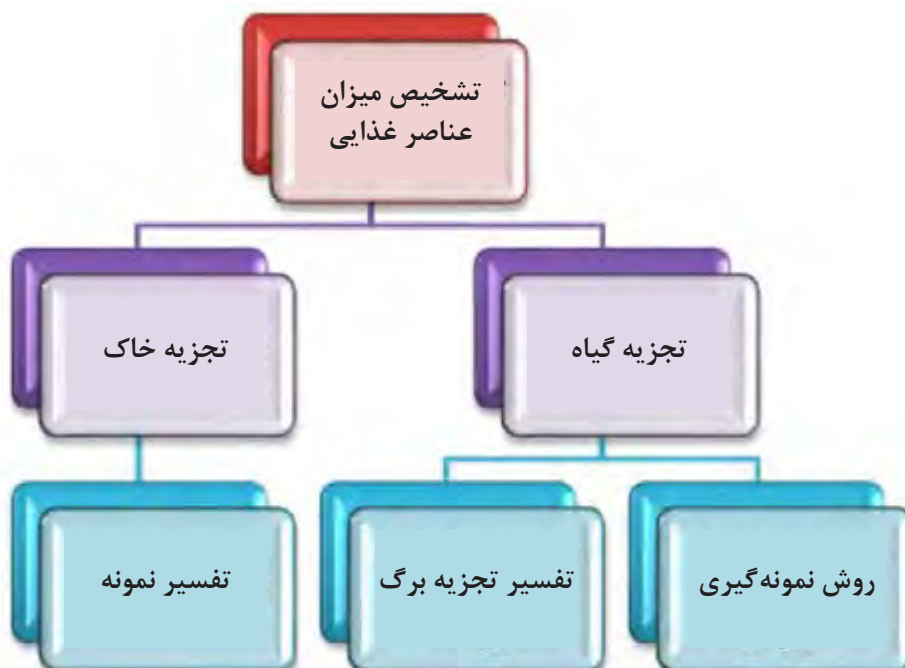 تشخیص میزان
عناصر غذایی
تجزیه گیاه
تجزیه خاک
روش نمونه‌گیری
تفسیر تجزیه برگ
تفسیر نمونه